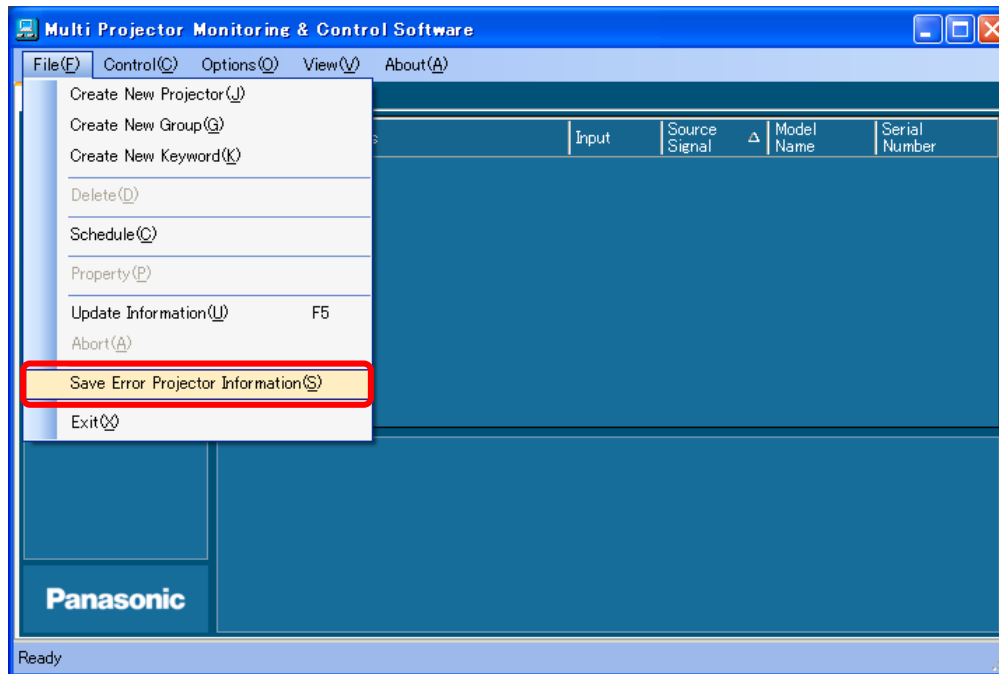 Multi Projector Monitoring & Control Software
File(F) Control(C) Options(O) View(V) About(A)
Create New Projector(J)
Create New Group(G)
Create New Keyword(K)
Delete(D)
Schedule(C)
Property(P)
Update Information(U) F5
Abort(A)
Save Error Projector Information(S)
Exit(X)
s
Input
Source
Signal
Model
Name
Serial
Number
Panasonic
Ready